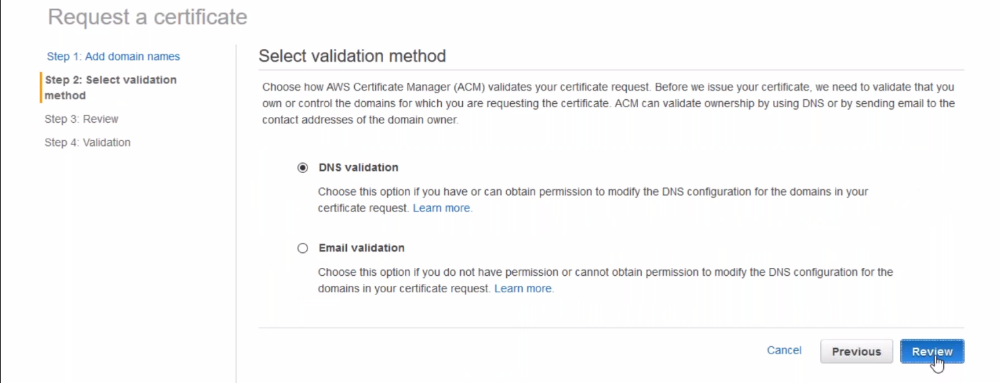 Request a certificate
Step 1: Add domain names
Step 2: Select validation
method
Step 3: Review
Step 4: Validation
Select validation method
Choose how AWS Certificate Manager (ACM) validates your certificate request. Before we issue your certificate, we need to validate that you
own or control the domains for which you are requesting the certificate. ACM can validate ownership by using DNS or by sending email to the
contact addresses of the domain owner.
DNS validation
Choose this option if you have or can obtain permission to modify the DNS configuration for the domains in your
certificate request. Learn more.
Email validation
Choose this option if you do not have permission or cannot obtain permission to modify the DNS configuration for the
domains in your certificate request. Learn more.
Cancel Previous Review